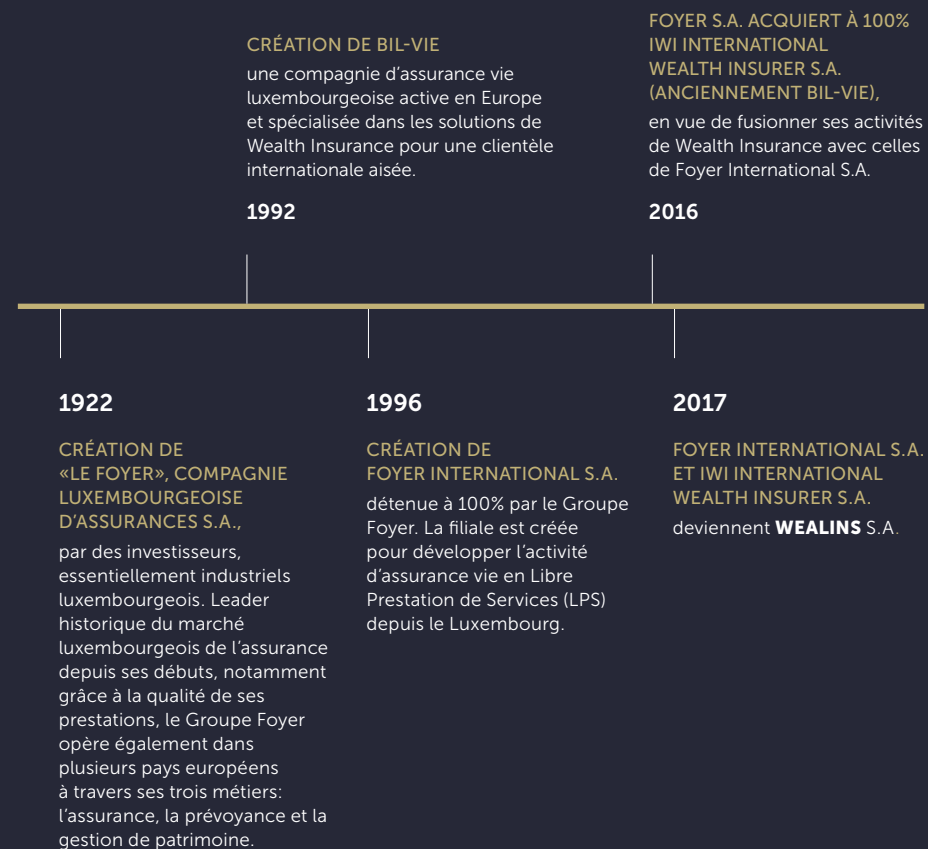 CRÉATION DE BIL-VIE
une compagnie d'assurance vie
luxembourgeoise active en Europe
et spécialisée dans les solutions de
Wealth Insurance pour une clientèle
internationale aisée.
1992
FOYER S.A. ACQUIERT À 100%
IWI INTERNATIONAL
WEALTH INSURER S.A.
(ANCIENNEMENT BIL-VIE),
en vue de fusionner ses activités
de Wealth Insurance avec celles
de Foyer International S.A.
2016
1922
CRÉATION DE
«LE FOYER», COMPAGNIE
LUXEMBOURGEOISE
D'ASSURANCES S.A.,
par des investisseurs,
essentiellement industriels
luxembourgeois. Leader
historique du marché
luxembourgeois de l'assurance
depuis ses débuts, notamment
grâce à la qualité de ses
prestations, le Groupe Foyer
opère également dans
plusieurs pays européens
à travers ses trois métiers:
l'assurance, la prévoyance et la
gestion de patrimoine.
1996
CRÉATION DE
FOYER INTERNATIONAL S.A.
détenue à 100% par le Groupe
Foyer. La filiale est créée
pour développer l'activité
d'assurance vie en Libre
Prestation de Services (LPS)
depuis le Luxembourg.
2017
FOYER INTERNATIONAL S.A.
ET IWI INTERNATIONAL
WEALTH INSURER S.A.
deviennent WEALINS S.A.